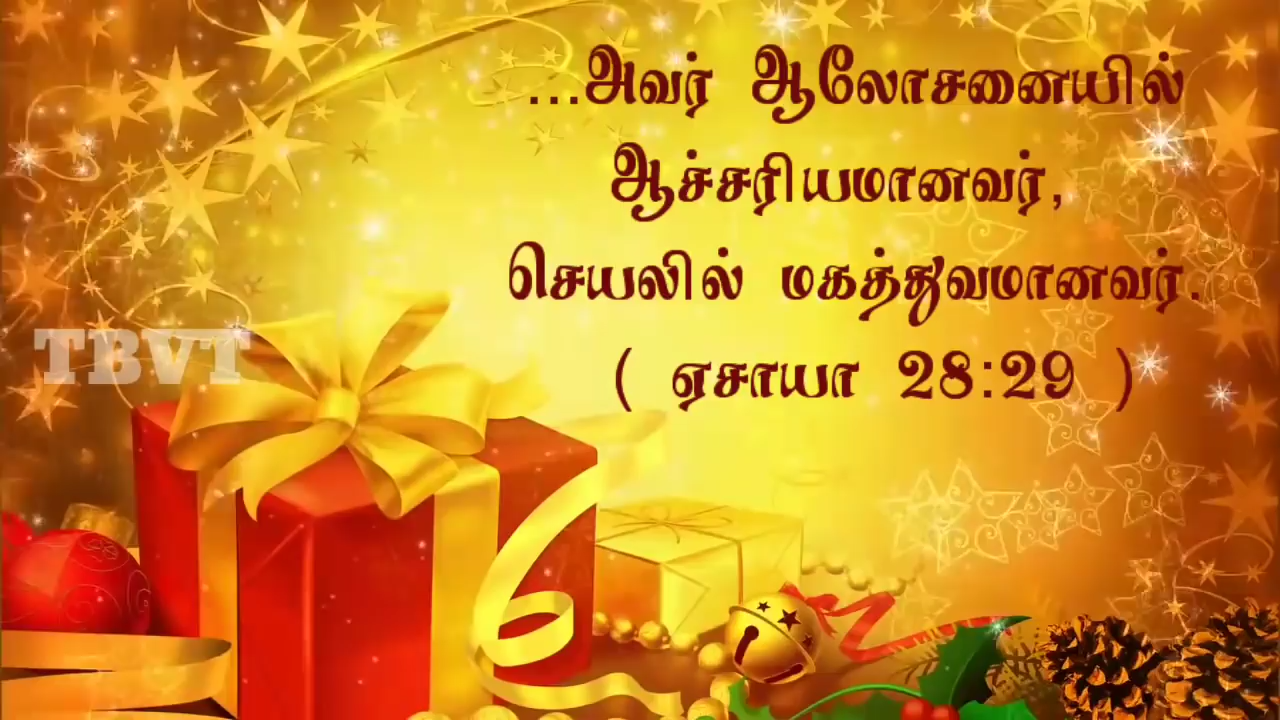 ...அவர் ஆலோசனையில்
ஆச்சரியமானவர்,
செயலில் மகத்துவமானவர்.
( ஏசாயா 28:29 )
TBVT